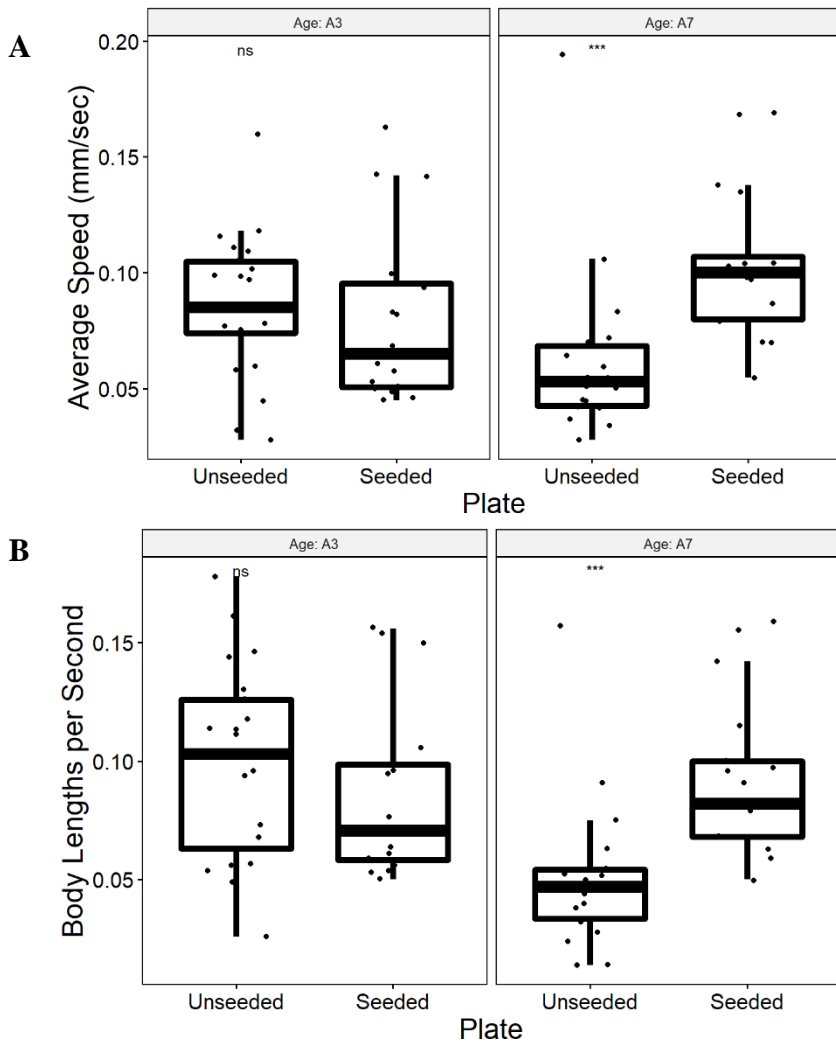 A
Age: A3
Age: A7
ns
***
Average Speed (mm/sec)
0.20
0.15
0.10
0.05
Unseeded
Seeded
Unseeded
Seeded
Plate
B
Age: A3
Age: A7
ns
***
Body Lengths per Second
0.15
0.10
0.05
Unseeded
Seeded
Unseeded
Seeded
Plate